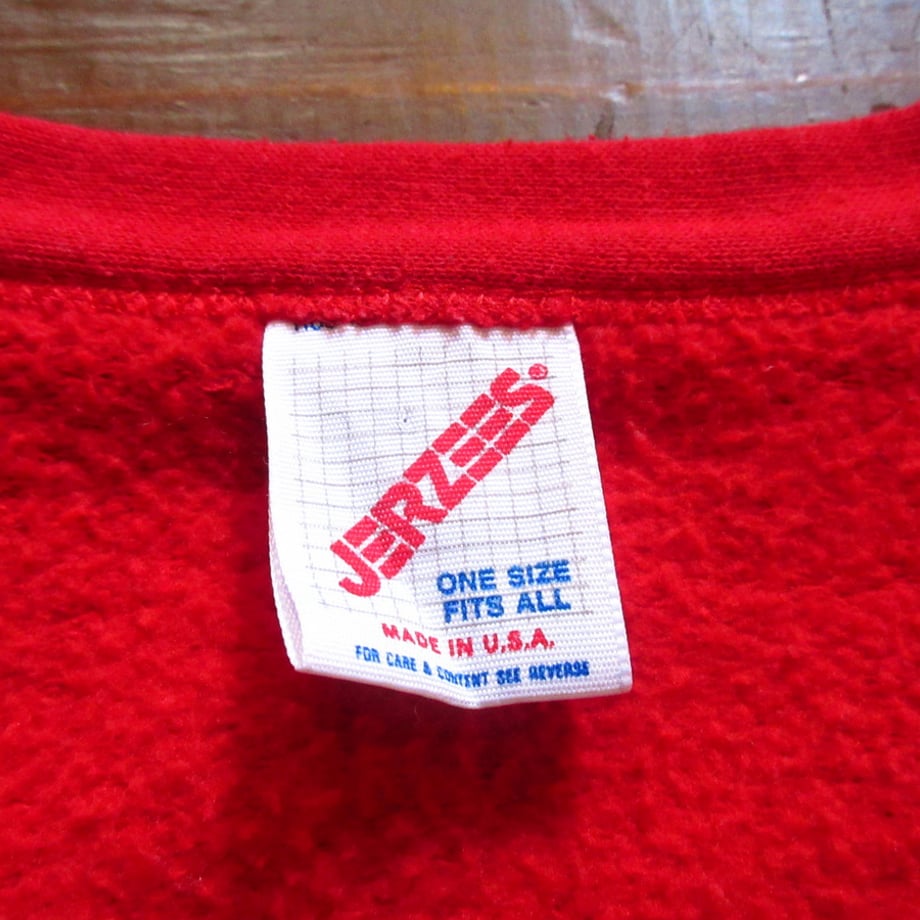 JERZEES®
ONE SIZE
FITS ALL
MADE IN U.S.A.
FOR CARE & CONTENT SEE REVERSE